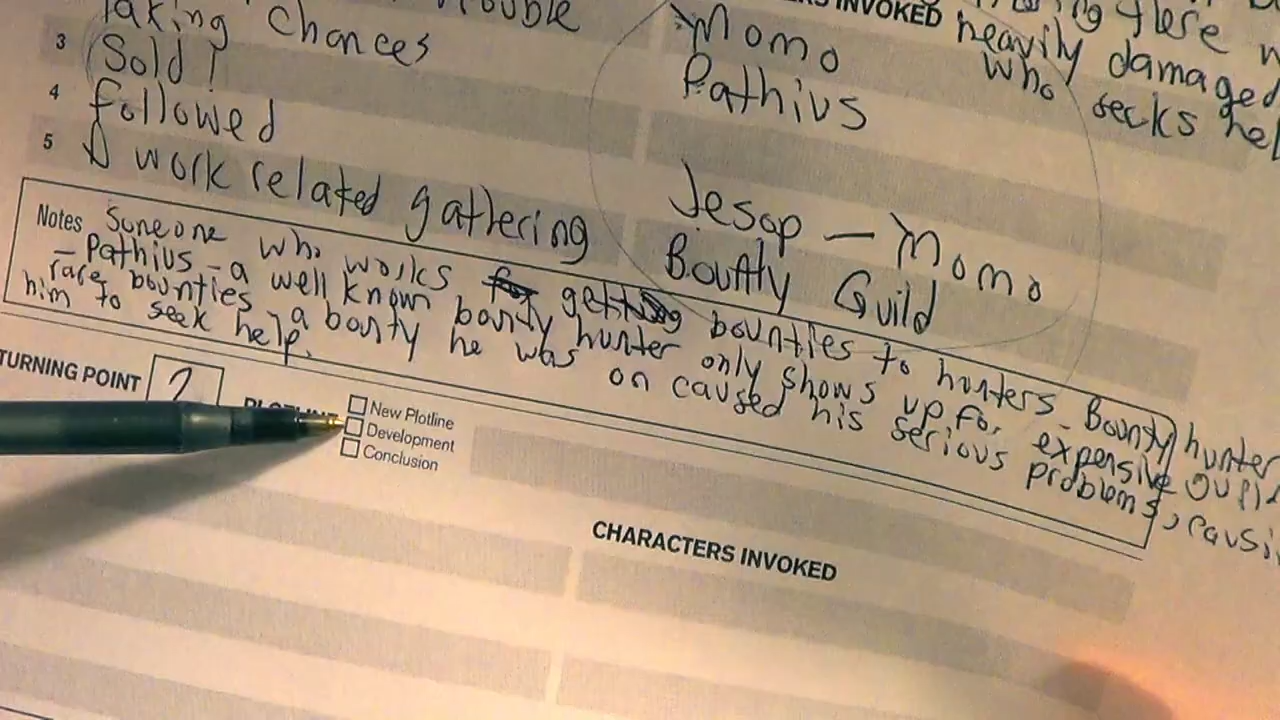 Taking Chances
3 Sold!
4 followed
5 A work related gathering
INVOKED
Momo
Pathius
Jesop - Momo
Bounty Guild
heavily damaged
who seeks hel
Notes Someone who works getting bounties to hunters - Bounty hunter
- Pathius - a well known bounty hunter only shows up for expensive or
rare bounties a bounty he was on caused his serious problems, causi
him to seek help.
TURNING POINT 2 PLOTLINE
New Plotline
Development
Conclusion
CHARACTERS INVOKED